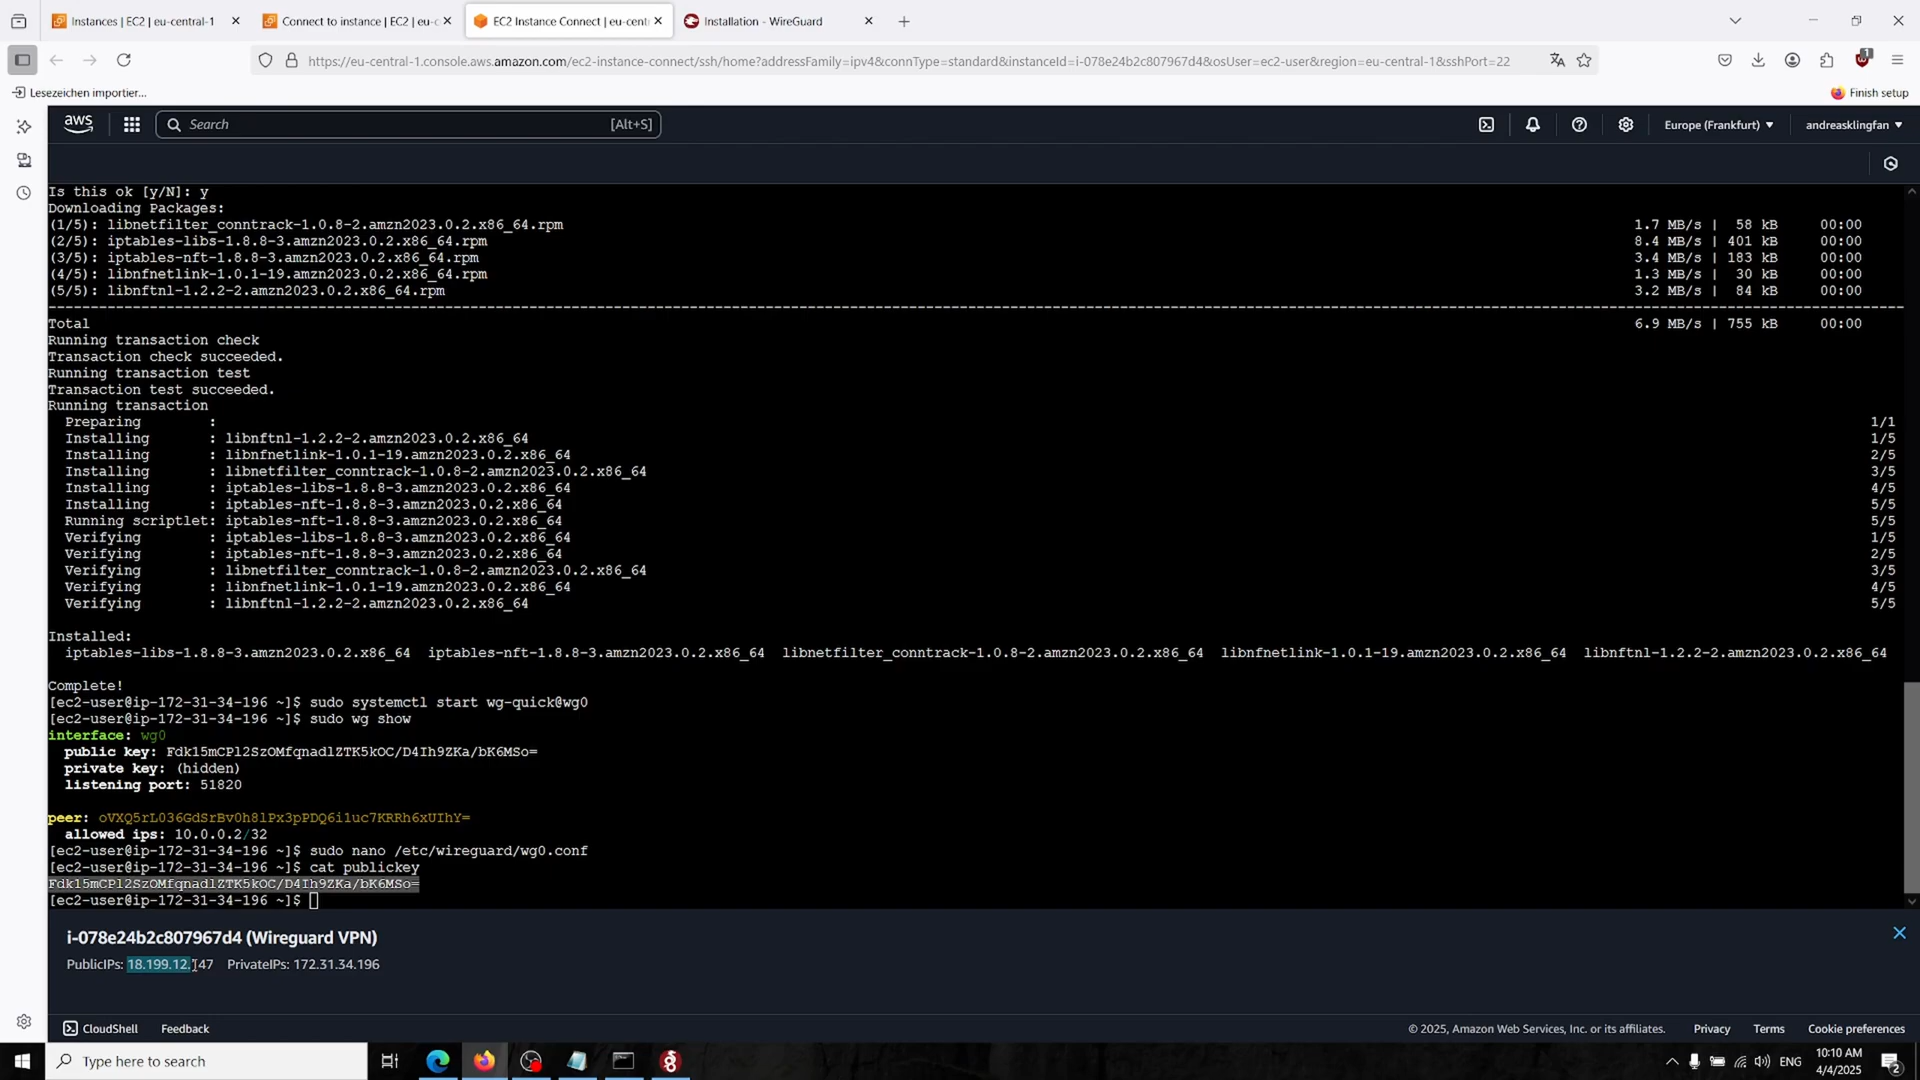 Instances | EC2 | eu-central-1
Connect to instance | EC2 | eu-c
EC2 Instance Connect | eu-cent
Installation - WireGuard
https://eu-central-1.console.aws.amazon.com/ec2-instance-connect/ssh/home?addressFamily=ipv4&connType=standard&instanceId=i-078e24b2c807967d4&osUser=ec2-user&region=eu-central-1&sshPort=22
1
Lesezeichen importier...
Finish setup
aws
Search
[Alt+S]
Europe (Frankfurt)
andreasklingfan
Is this ok [y/N]: y
Downloading Packages:
(1/5): libnetfilter_conntrack-1.0.8-2.amzn2023.0.2.x86_64.rpm 1.7 MB/s | 58 kB 00:00
(2/5): iptables-libs-1.8.8-3.amzn2023.0.2.x86_64.rpm 8.4 MB/s | 401 kB 00:00
(3/5): iptables-nft-1.8.8-3.amzn2023.0.2.x86_64.rpm 3.4 MB/s | 183 kB 00:00
(4/5): libnfnetlink-1.0.1-19.amzn2023.0.2.x86_64.rpm 1.3 MB/s | 30 kB 00:00
(5/5): libnftnl-1.2.2-2.amzn2023.0.2.x86_64.rpm 3.2 MB/s | 84 kB 00:00
Total 6.9 MB/s | 755 kB 00:00
Running transaction check
Transaction check succeeded.
Running transaction test
Transaction test succeeded.
Running transaction
Preparing : 1/1
Installing : libnftnl-1.2.2-2.amzn2023.0.2.x86_64 1/5
Installing : libnfnetlink-1.0.1-19.amzn2023.0.2.x86_64 2/5
Installing : libnetfilter_conntrack-1.0.8-2.amzn2023.0.2.x86_64 3/5
Installing : iptables-libs-1.8.8-3.amzn2023.0.2.x86_64 4/5
Installing : iptables-nft-1.8.8-3.amzn2023.0.2.x86_64 5/5
Running scriptlet: iptables-nft-1.8.8-3.amzn2023.0.2.x86_64 5/5
Verifying : iptables-libs-1.8.8-3.amzn2023.0.2.x86_64 1/5
Verifying : iptables-nft-1.8.8-3.amzn2023.0.2.x86_64 2/5
Verifying : libnetfilter_conntrack-1.0.8-2.amzn2023.0.2.x86_64 3/5
Verifying : libnfnetlink-1.0.1-19.amzn2023.0.2.x86_64 4/5
Verifying : libnftnl-1.2.2-2.amzn2023.0.2.x86_64 5/5
Installed:
iptables-libs-1.8.8-3.amzn2023.0.2.x86_64 iptables-nft-1.8.8-3.amzn2023.0.2.x86_64 libnetfilter_conntrack-1.0.8-2.amzn2023.0.2.x86_64 libnfnetlink-1.0.1-19.amzn2023.0.2.x86_64 libnftnl-1.2.2-2.amzn2023.0.2.x86_64
Complete!
[ec2-user@ip-172-31-34-196 ~]$ sudo systemctl start wg-quick@wg0
[ec2-user@ip-172-31-34-196 ~]$ sudo wg show
interface: wg0
public key: Fdk15mCPl2SzOMfqnadlZTK5kOC/D4Ih9ZKa/bK6MSo=
private key: (hidden)
listening port: 51820
peer: oVXQ5rL036GdSrBv0h8lPx3pPDQ6i1uc7KRRh6xUIhY=
allowed ips: 10.0.0.2/32
[ec2-user@ip-172-31-34-196 ~]$ sudo nano /etc/wireguard/wg0.conf
[ec2-user@ip-172-31-34-196 ~]$ cat publickey
Fdk15mCPl2SzOMfqnadlZTK5kOC/D4Ih9ZKa/bK6MSo=
[ec2-user@ip-172-31-34-196 ~]$
i-078e24b2c807967d4 (Wireguard VPN)
PublicIPs: 18.199.12.147 PrivateIPs: 172.31.34.196
CloudShell
Feedback
© 2025, Amazon Web Services, Inc. or its affiliates.
Privacy
Terms
Cookie preferences
Type here to search
ENG
10:10 AM
4/4/2025
2